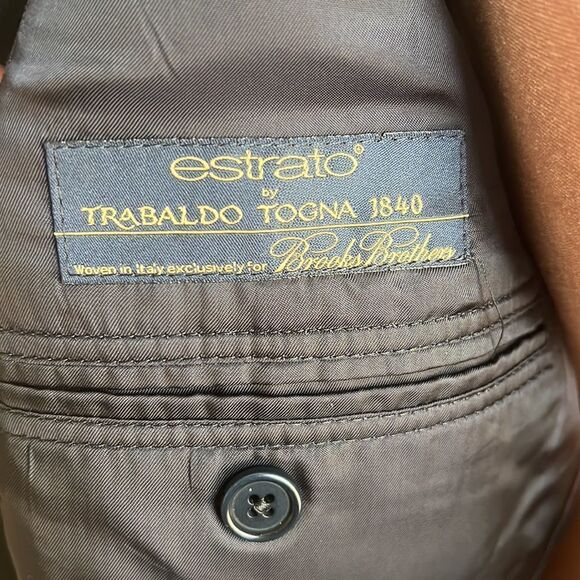 estrato®
by
TRABALDO TOGNA 1840
Woven in Italy exclusively for Brooks Brothers